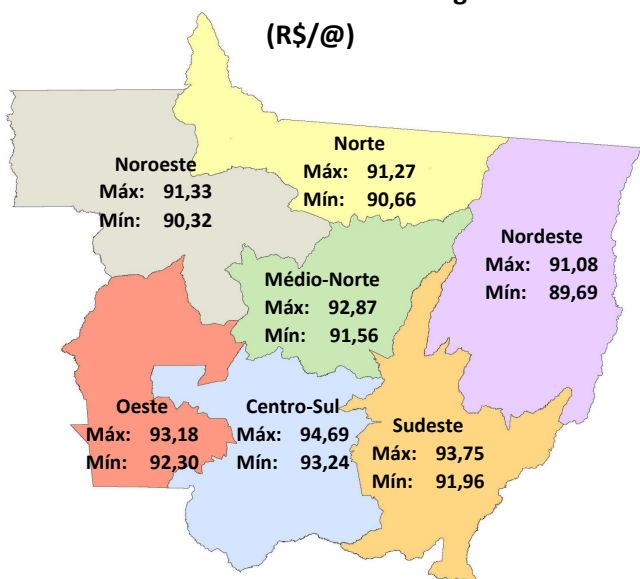 (R$/@)
Norte
Máx: 91,27
Mín: 90,66
Noroeste
Máx: 91,33
Mín: 90,32
Nordeste
Máx: 91,08
Mín: 89,69
Médio-Norte
Máx: 92,87
Mín: 91,56
Oeste
Máx: 93,18
Mín: 92,30
Centro-Sul
Máx: 94,69
Mín: 93,24
Sudeste
Máx: 93,75
Mín: 91,96